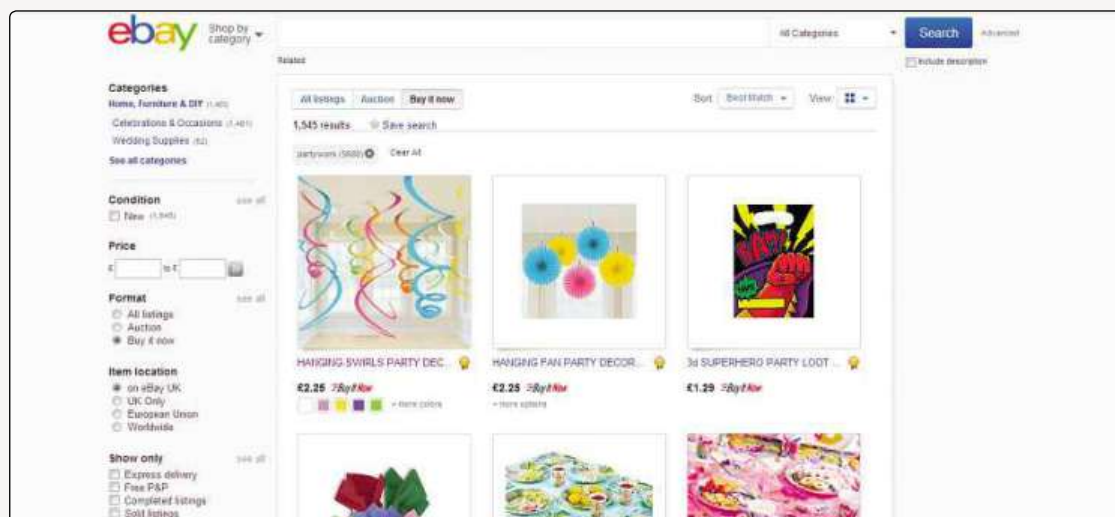 ebay
Shop by
category
All Categories
Search
Advanced
Include description
Related
Categories
Home, Furniture & DIY
Celebrations & Occasions (1,461)
Wedding Supplies (62)
See all categories
Condition see all
New (1,545)
Price
£ to £
Format see all
All listings
Auction
Buy it now
Item location
on eBay UK
UK Only
European Union
Worldwide
Show only see all
Express delivery
Free P&P
Completed listings
Sold listings
All listings Auction Buy it now
Sort: Best Match View:
1,545 results Save search
Clear All
HANGING SWIRLS PARTY DEC...
£2.25 Buy It Now
+ more colors
HANGING FAN PARTY DECOR...
£2.25 Buy It Now
+ more options
3d SUPERHERO PARTY LOOT ...
£1.29 Buy It Now